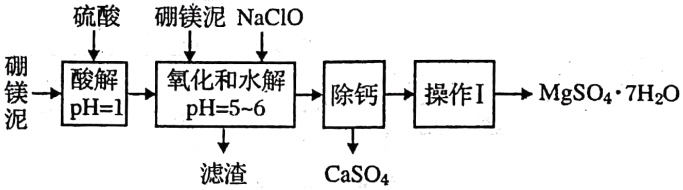 硫酸
硼镁泥 NaClO
硼镁泥
酸解
pH=1
氧化和水解
pH=5~6
除钙
操作Ⅰ
MgSO₄·7H₂O
滤渣
CaSO₄